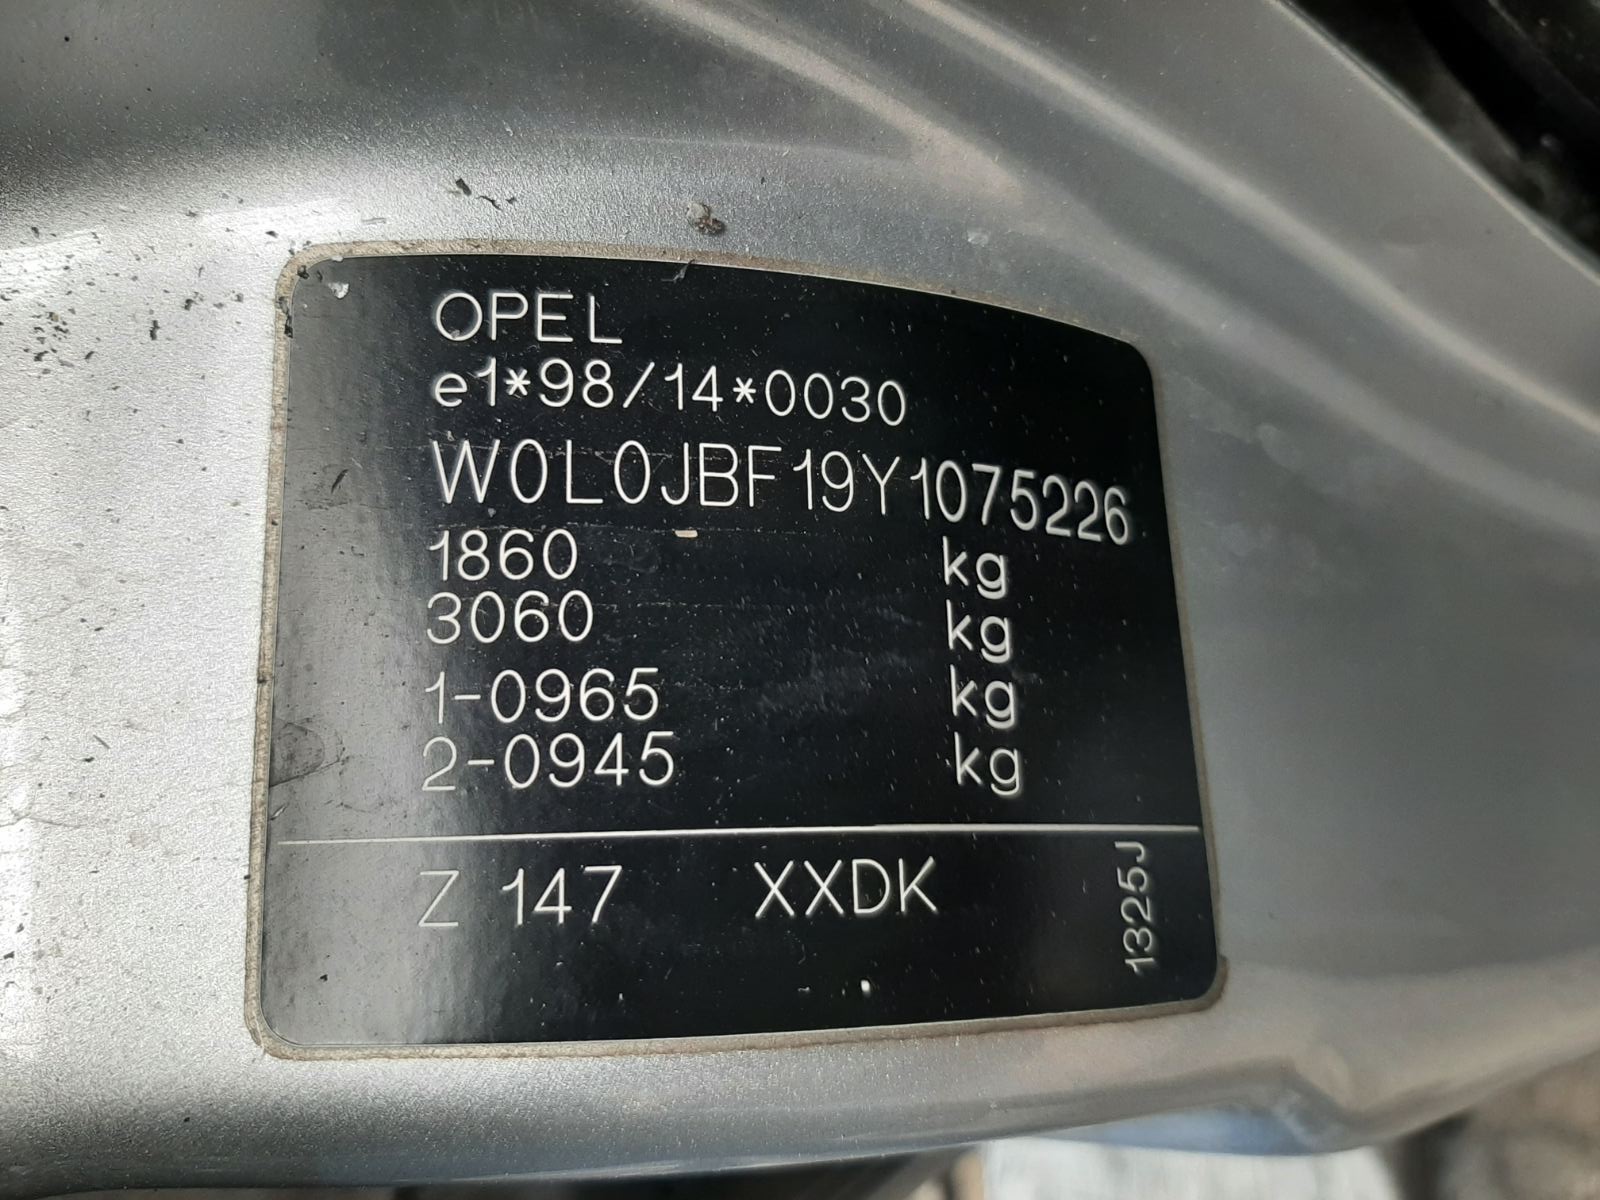 OPEL
e1*98/14*0030
W0L0JBF19Y1075226
1860 kg
3060 kg
1-0965 kg
2-0945 kg
Z 147 XXDK
1325J